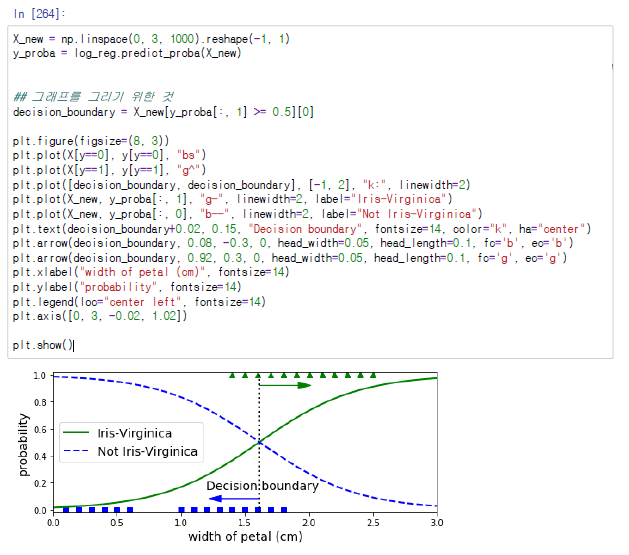 In [264]:
X_new = np.linspace(0, 3, 1000).reshape(-1, 1)
y_proba = log_reg.predict_proba(X_new)
## 그래프를 그리기 위한 것
decision_boundary = X_new[y_proba[:, 1] >= 0.5][0]
plt.figure(figsize=(8, 3))
plt.plot(X[y==0], y[y==0], "bs")
plt.plot(X[y==1], y[y==1], "g^")
plt.plot([decision_boundary, decision_boundary], [-1, 2], "k:", linewidth=2)
plt.plot(X_new, y_proba[:, 1], "g-", linewidth=2, label="Iris-Virginica")
plt.plot(X_new, y_proba[:, 0], "b--", linewidth=2, label="Not Iris-Virginica")
plt.text(decision_boundary+0.02, 0.15, "Decision boundary", fontsize=14, color="k", ha="center")
plt.arrow(decision_boundary, 0.08, -0.3, 0, head_width=0.05, head_length=0.1, fc='b', ec='b')
plt.arrow(decision_boundary, 0.92, 0.3, 0, head_width=0.05, head_length=0.1, fc='g', ec='g')
plt.xlabel("width of petal (cm)", fontsize=14)
plt.ylabel("probability", fontsize=14)
plt.legend(loc="center left", fontsize=14)
plt.axis([0, 3, -0.02, 1.02])
plt.show()
1.0
0.8
0.6
0.4
0.2
0.0
probability
Iris-Virginica
Not Iris-Virginica
Decision boundary
0.0 0.5 1.0 1.5 2.0 2.5 3.0
width of petal (cm)